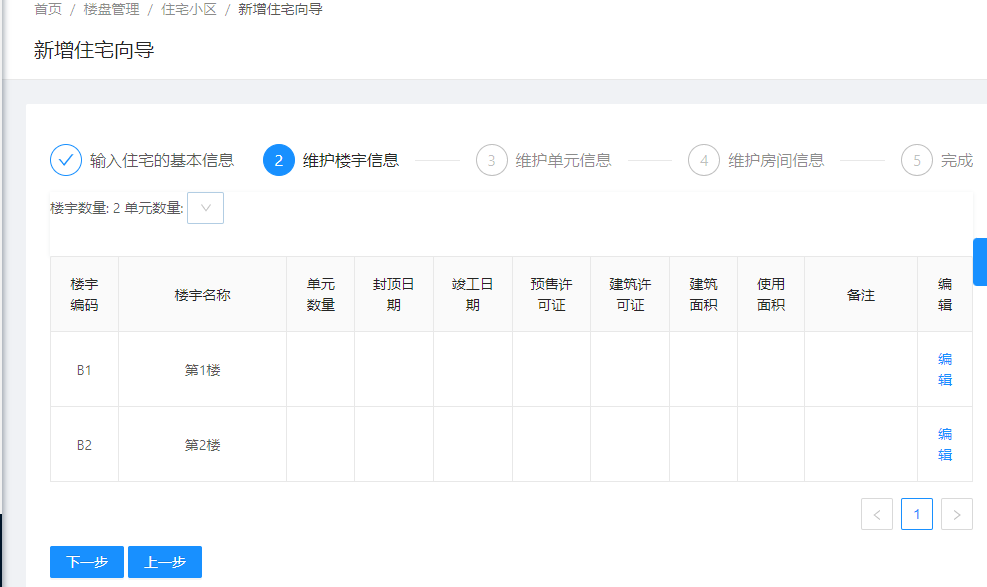 首页 / 楼盘管理 / 住宅小区 / 新增住宅向导
新增住宅向导
输入住宅的基本信息 2 维护楼宇信息 3 维护单元信息 4 维护房间信息 5 完成
楼宇数量: 2 单元数量:
楼宇编码 楼宇名称 单元数量 封顶日期 竣工日期 预售许可证 建筑许可证 建筑面积 使用面积 备注 编辑
B1 第1楼 编辑
B2 第2楼 编辑
< 1 >
下一步 上一步